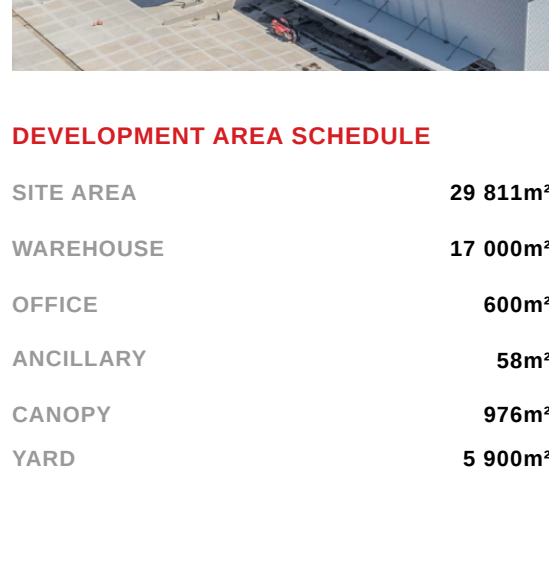 DEVELOPMENT AREA SCHEDULE
SITE AREA 29 811m²
WAREHOUSE 17 000m²
OFFICE 600m²
ANCILLARY 58m²
CANOPY 976m²
YARD 5 900m²